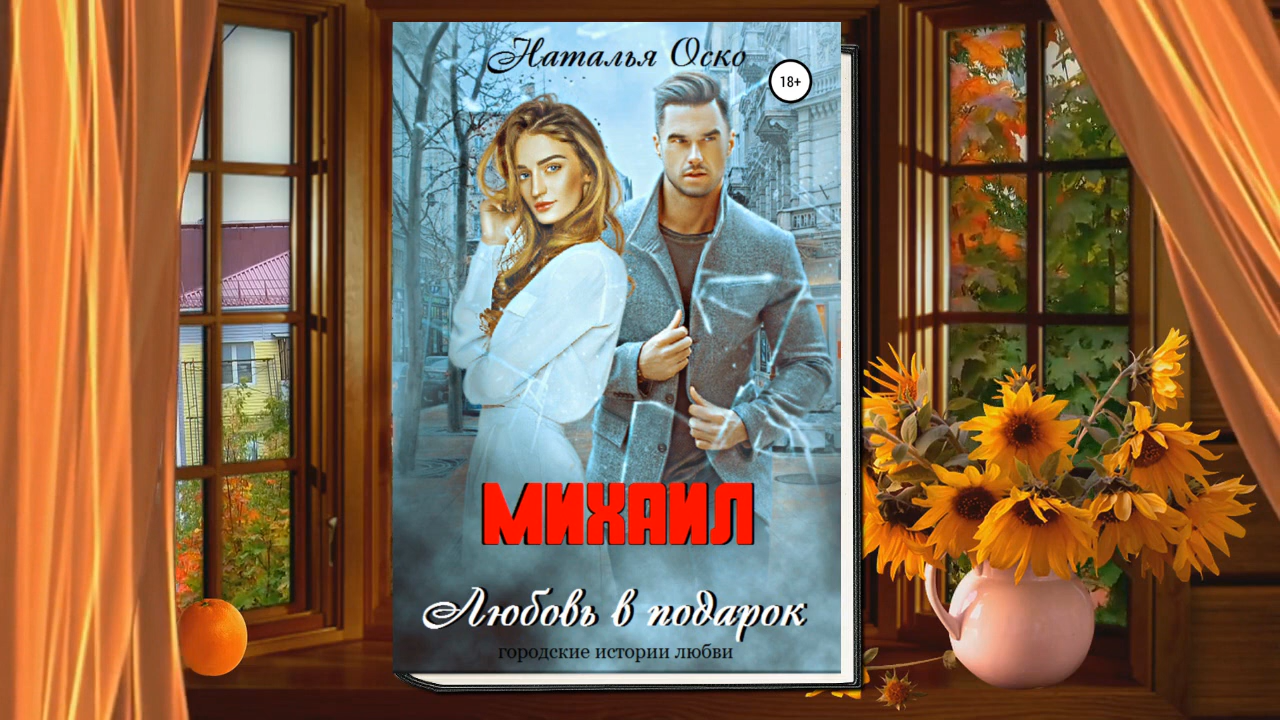 Наталья Оско
18+
МИХАИЛ
Любовь в подарок
городские истории любви